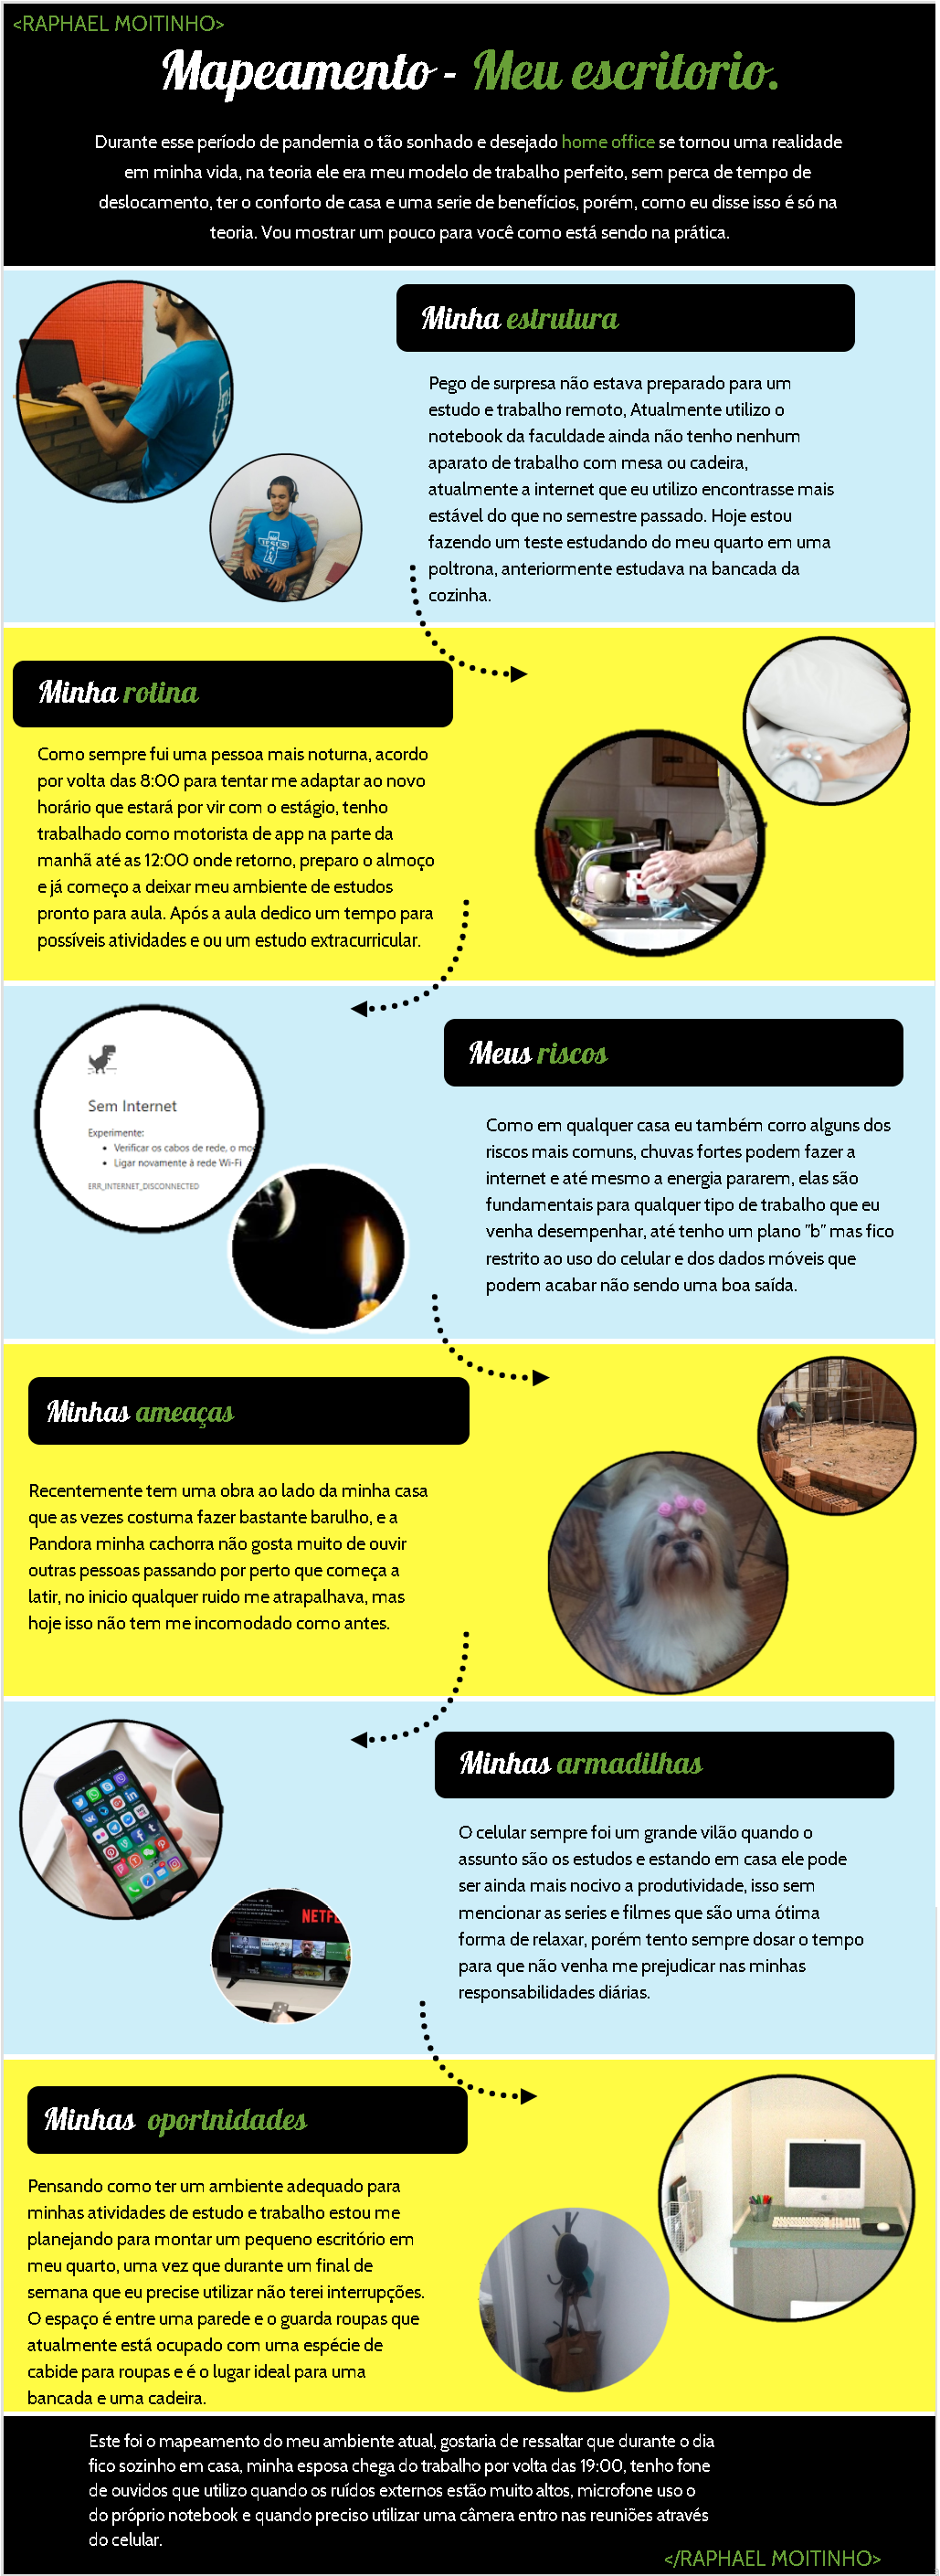 <RAPHAEL MOITINHO>
Mapeamento - Meu escritorio.
Durante esse período de pandemia o tão sonhado e desejado home office se tornou uma realidade
em minha vida, na teoria ele era meu modelo de trabalho perfeito, sem perca de tempo de
deslocamento, ter o conforto de casa e uma serie de benefícios, porém, como eu disse isso é só na
teoria. Vou mostrar um pouco para você como está sendo na prática.
Minha estrutura
Pego de surpresa não estava preparado para um
estudo e trabalho remoto, Atualmente utilizo o
notebook da faculdade ainda não tenho nenhum
aparato de trabalho com mesa ou cadeira,
atualmente a internet que eu utilizo encontrasse mais
estável do que no semestre passado. Hoje estou
fazendo um teste estudando do meu quarto em uma
poltrona, anteriormente estudava na bancada da
cozinha.
JESUS
Minha rotina
Como sempre fui uma pessoa mais noturna, acordo
por volta das 8:00 para tentar me adaptar ao novo
horário que estará por vir com o estágio, tenho
trabalhado como motorista de app na parte da
manhã até as 12:00 onde retorno, preparo o almoço
e já começo a deixar meu ambiente de estudos
pronto para aula. Após a aula dedico um tempo para
possíveis atividades e ou um estudo extracurricular.
Sem Internet
Experimente:
• Verificar os cabos de rede, o mo
• Ligar novamente à rede Wi-Fi
ERR_INTERNET_DISCONNECTED
Meus riscos
Como em qualquer casa eu também corro alguns dos
riscos mais comuns, chuvas fortes podem fazer a
internet e até mesmo a energia pararem, elas são
fundamentais para qualquer tipo de trabalho que eu
venha desempenhar, até tenho um plano "b" mas fico
restrito ao uso do celular e dos dados móveis que
podem acabar não sendo uma boa saída.
Minhas ameaças
Recentemente tem uma obra ao lado da minha casa
que as vezes costuma fazer bastante barulho, e a
Pandora minha cachorra não gosta muito de ouvir
outras pessoas passando por perto que começa a
latir, no inicio qualquer ruido me atrapalhava, mas
hoje isso não tem me incomodado como antes.
Minhas armadilhas
O celular sempre foi um grande vilão quando o
assunto são os estudos e estando em casa ele pode
ser ainda mais nocivo a produtividade, isso sem
mencionar as series e filmes que são uma ótima
forma de relaxar, porém tento sempre dosar o tempo
para que não venha me prejudicar nas minhas
responsabilidades diárias.
NETF
Minhas oportnidades
Pensando como ter um ambiente adequado para
minhas atividades de estudo e trabalho estou me
planejando para montar um pequeno escritório em
meu quarto, uma vez que durante um final de
semana que eu precise utilizar não terei interrupções.
O espaço é entre uma parede e o guarda roupas que
atualmente está ocupado com uma espécie de
cabide para roupas e é o lugar ideal para uma
bancada e uma cadeira.
Este foi o mapeamento do meu ambiente atual, gostaria de ressaltar que durante o dia
fico sozinho em casa, minha esposa chega do trabalho por volta das 19:00, tenho fone
de ouvidos que utilizo quando os ruídos externos estão muito altos, microfone uso o
do próprio notebook e quando preciso utilizar uma câmera entro nas reuniões através
do celular.
</RAPHAEL MOITINHO>